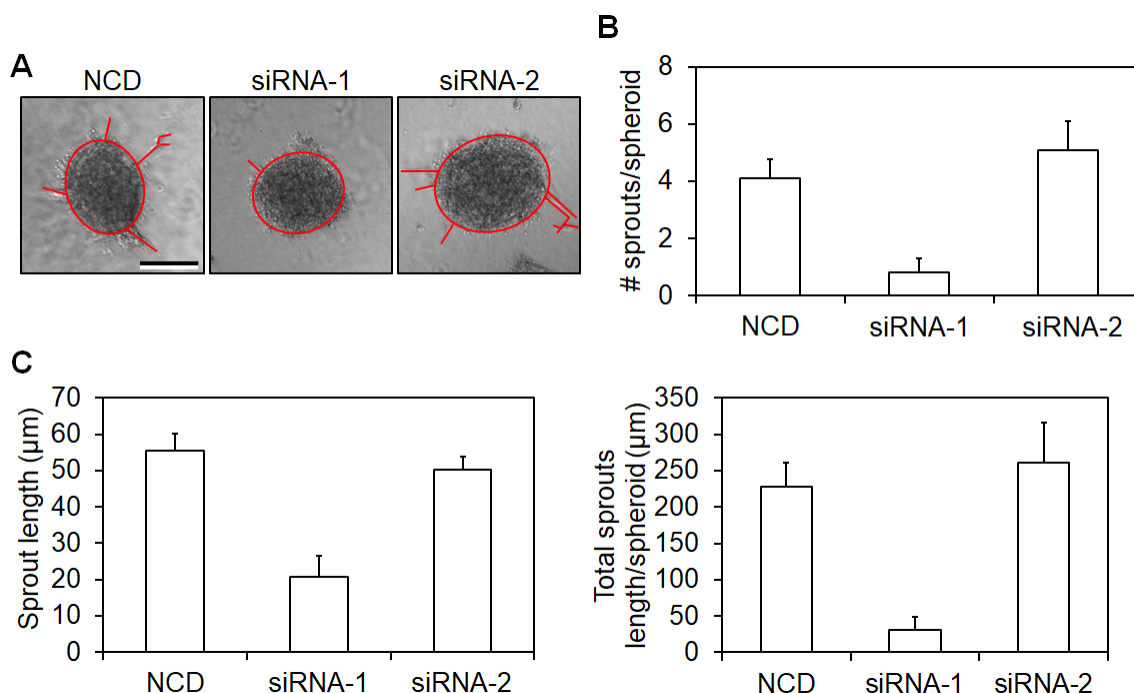 A
NCD siRNA-1 siRNA-2
B
# sprouts/spheroid
8
6
4
2
0
NCD siRNA-1 siRNA-2
C
Sprout length (µm)
70
60
50
40
30
20
10
0
NCD siRNA-1 siRNA-2
Total sprouts
length/spheroid (µm)
350
300
250
200
150
100
50
0
NCD siRNA-1 siRNA-2